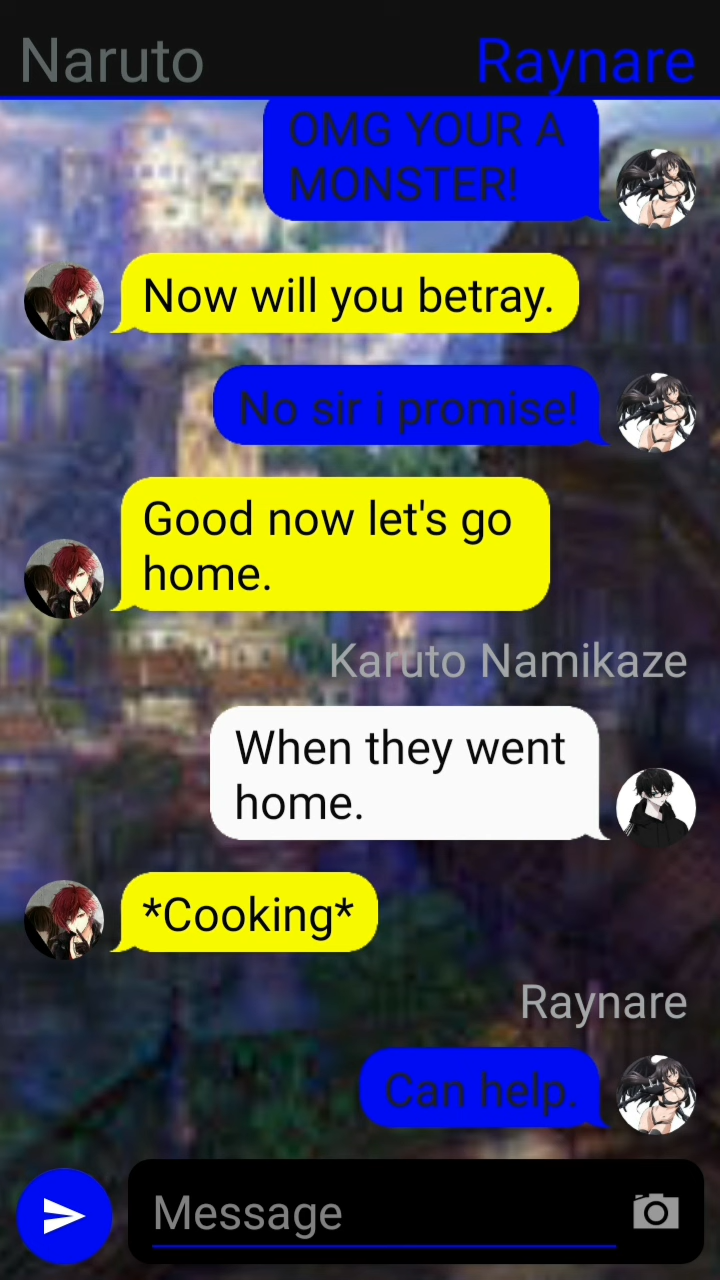 Naruto
Raynare
OMG YOUR A
MONSTER!
Now will you betray.
No sir i promise!
Good now let's go
home.
Karuto Namikaze
When they went
home.
*Cooking*
Raynare
Can help.
Message